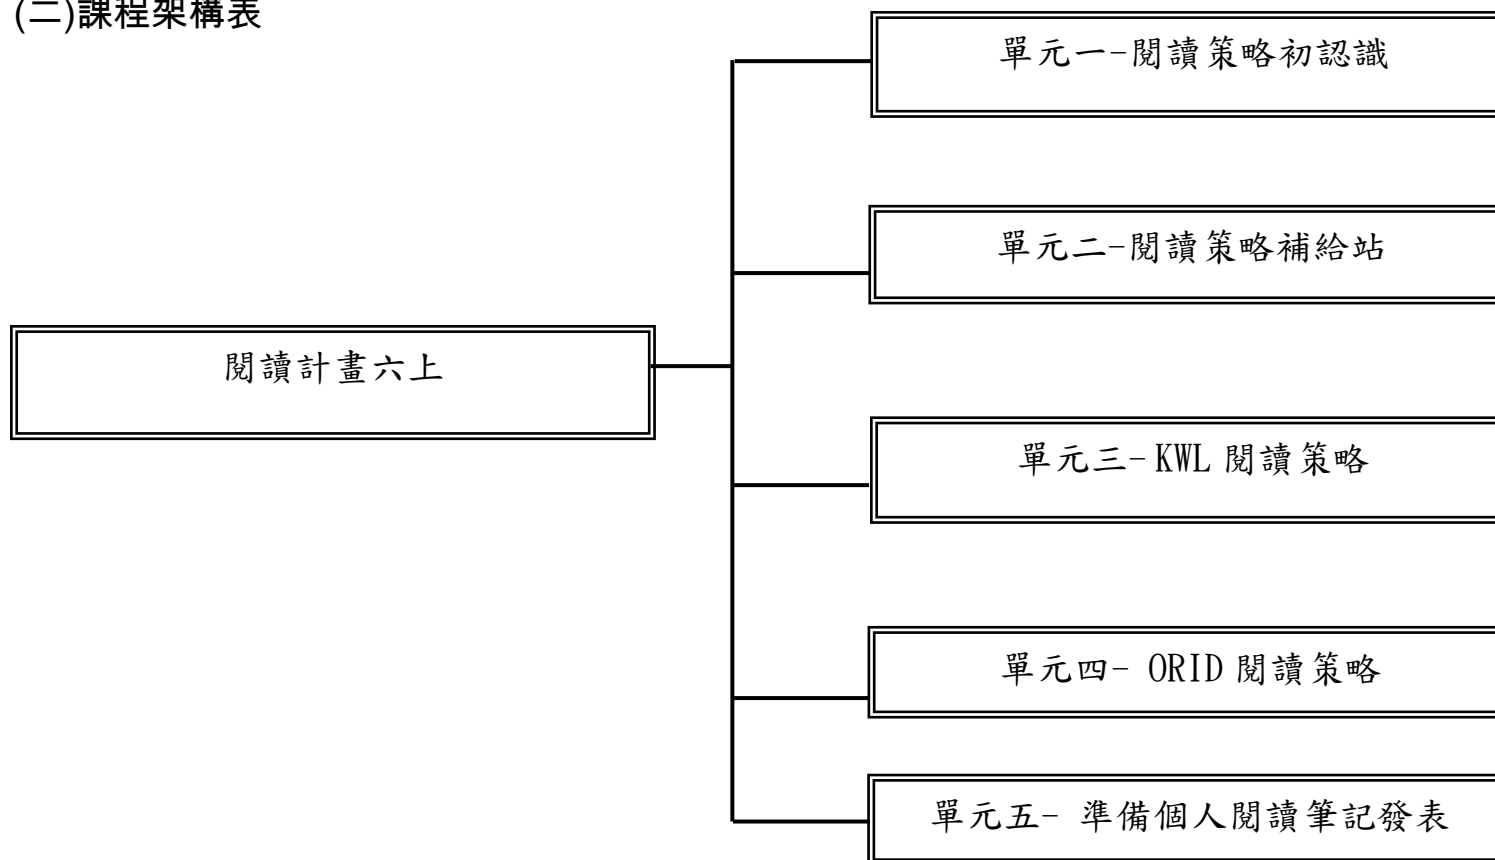 (二)課程架構表
單元一-閱讀策略初認識
單元二-閱讀策略補給站
閱讀計畫六上
單元三-KWL 閱讀策略
單元四- ORID 閱讀策略
單元五- 準備個人閱讀筆記發表